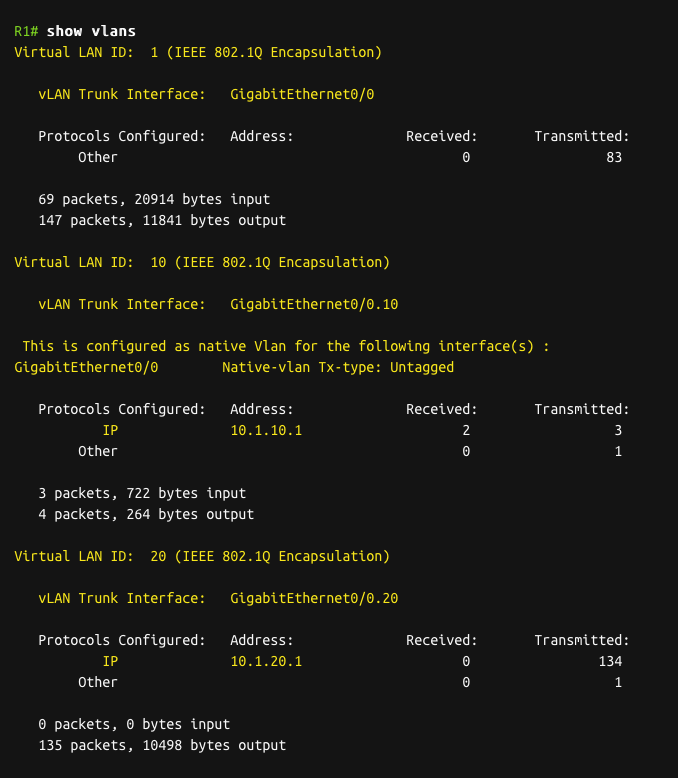 R1# show vlans
Virtual LAN ID:  1 (IEEE 802.1Q Encapsulation)
vLAN Trunk Interface:   GigabitEthernet0/0
Protocols Configured:   Address:              Received:       Transmitted:
Other                                           0                 83
69 packets, 20914 bytes input
147 packets, 11841 bytes output
Virtual LAN ID:  10 (IEEE 802.1Q Encapsulation)
vLAN Trunk Interface:   GigabitEthernet0/0.10
This is configured as native Vlan for the following interface(s) :
GigabitEthernet0/0        Native-vlan Tx-type: Untagged
Protocols Configured:   Address:              Received:       Transmitted:
IP              10.1.10.1                    2                  3
Other                                           0                  1
3 packets, 722 bytes input
4 packets, 264 bytes output
Virtual LAN ID:  20 (IEEE 802.1Q Encapsulation)
vLAN Trunk Interface:   GigabitEthernet0/0.20
Protocols Configured:   Address:              Received:       Transmitted:
IP              10.1.20.1                    0                134
Other                                           0                  1
0 packets, 0 bytes input
135 packets, 10498 bytes output